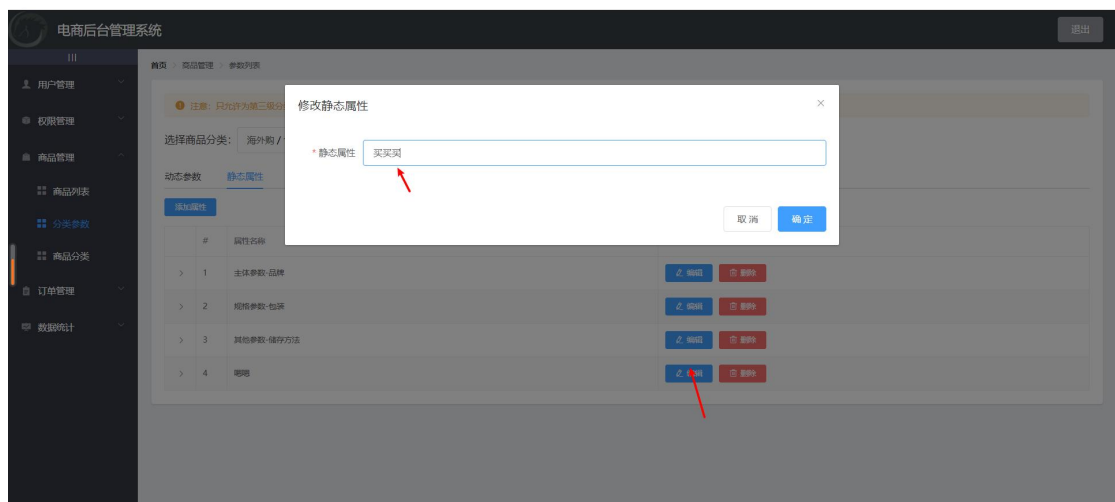 电商后台管理系统
退出
首页 > 商品管理 > 参数列表
用户管理
权限管理
商品管理
商品列表
分类参数
商品分类
订单管理
数据统计
注意：只允许为第三级分
选择商品分类： 海外购 /
动态参数 静态属性
添加属性
修改静态属性
* 静态属性 买买买
取 消 确 定
# 属性名称
1 主体参数-品牌 编辑 删除
2 规格参数-包装 编辑 删除
3 其他参数-储存方法 编辑 删除
4 嗯嗯 编辑 删除